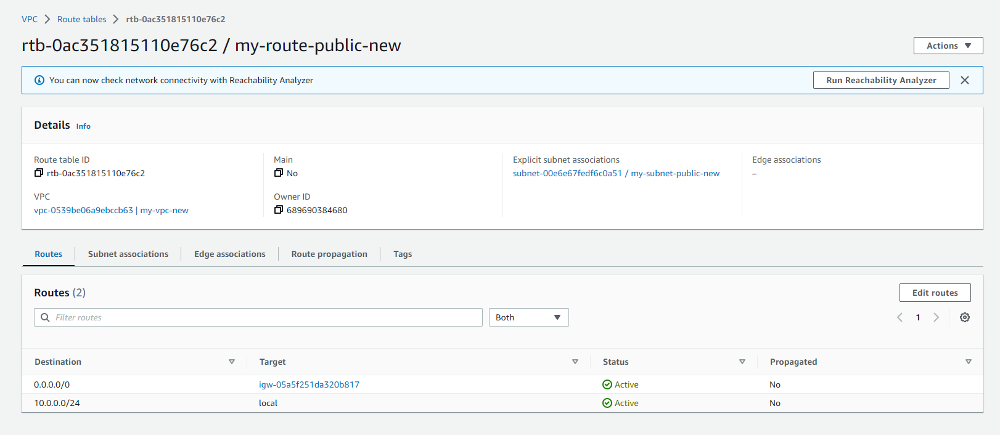 VPC > Route tables > rtb-0ac351815110e76c2
rtb-0ac351815110e76c2 / my-route-public-new
Actions
You can now check network connectivity with Reachability Analyzer
Run Reachability Analyzer
Details Info
Route table ID
rtb-0ac351815110e76c2
Main
No
Explicit subnet associations
subnet-00e6e67fedf6c0a51 / my-subnet-public-new
Edge associations
–
VPC
vpc-0539be06a9ebccb63 | my-vpc-new
Owner ID
689690384680
Routes
Subnet associations
Edge associations
Route propagation
Tags
Routes (2)
Edit routes
Filter routes
Both
1
Destination Target Status Propagated
0.0.0.0/0 igw-05a5f251da320b817 Active No
10.0.0.0/24 local Active No